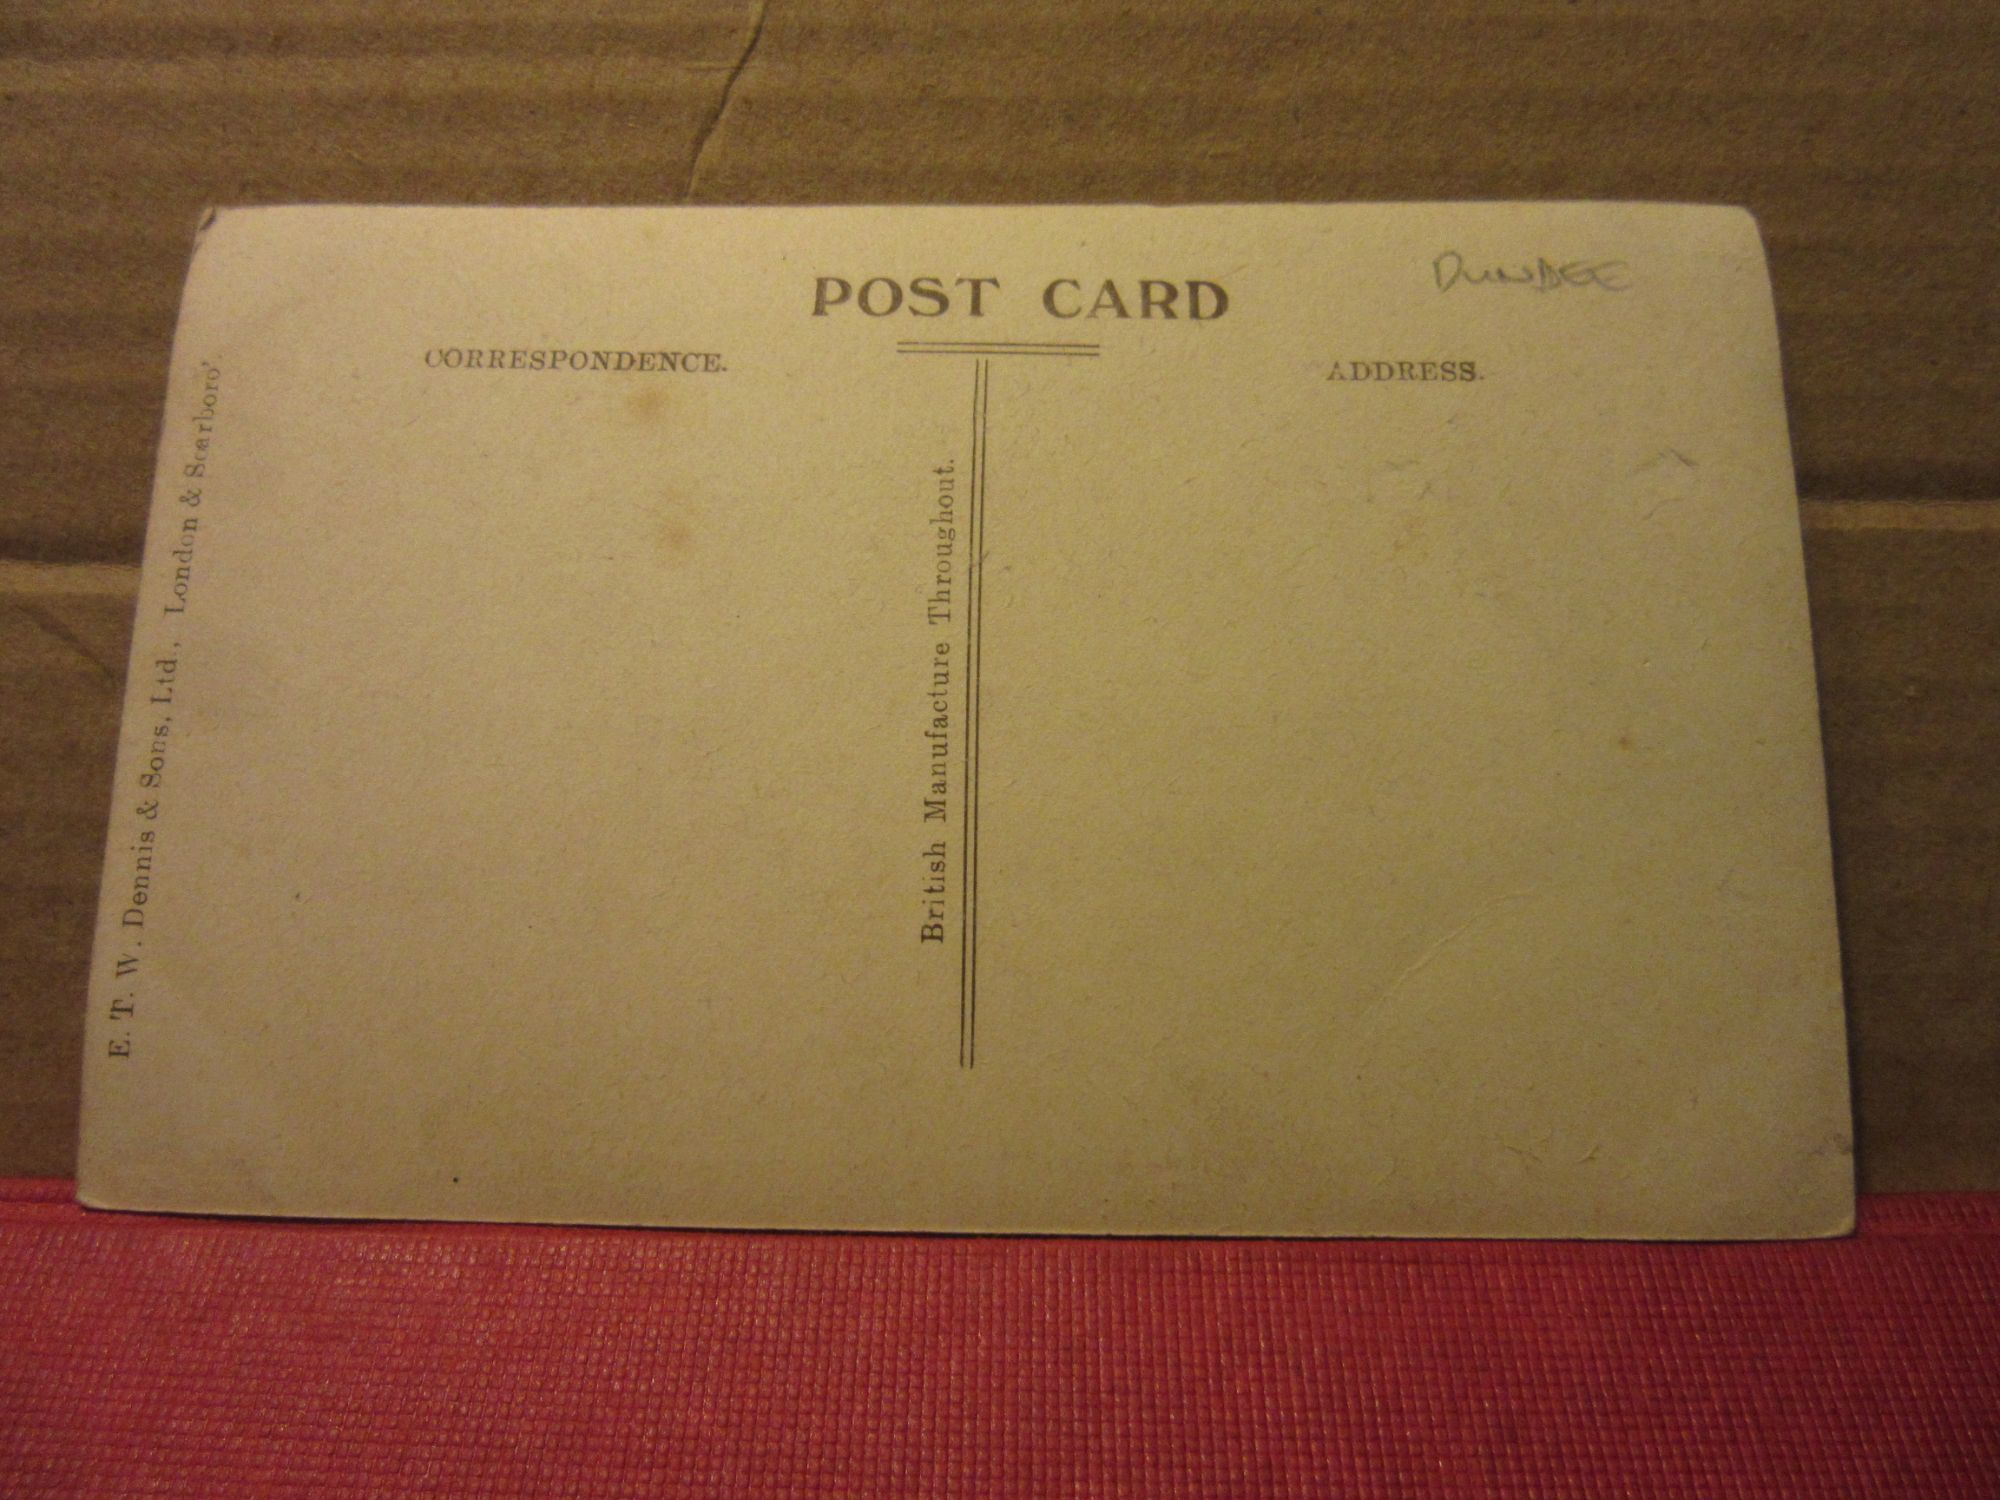 POST CARD
DUNDEE
CORRESPONDENCE.
ADDRESS.
E. T. W. Dennis & Sons, Ltd., London & Scarboro'.
British Manufacture Throughout.